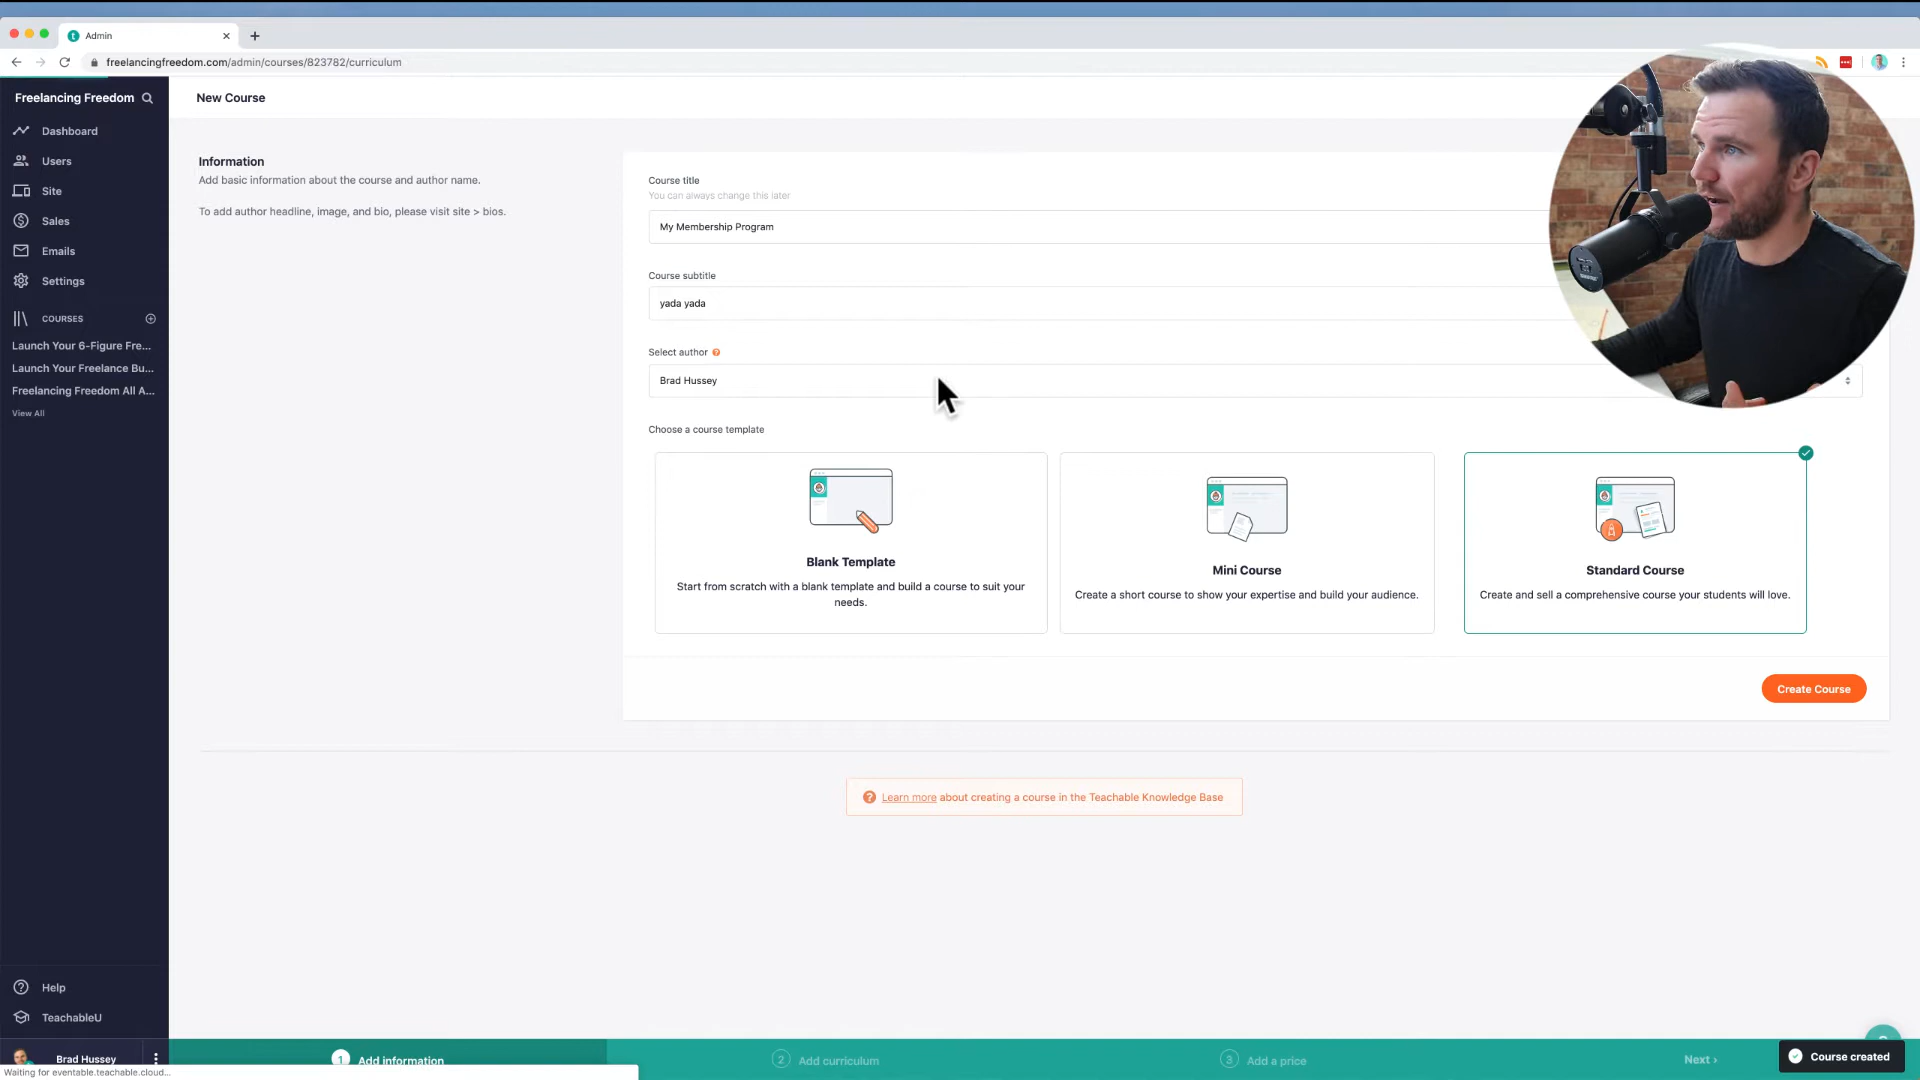 Admin
freelancingfreedom.com/admin/courses/823782/curriculum
Freelancing Freedom
Dashboard
Users
Site
Sales
Emails
Settings
COURSES
Launch Your 6-Figure Fre...
Launch Your Freelance Bu...
Freelancing Freedom All A...
View All
Help
TeachableU
Brad Hussey
Waiting for eventable.teachable.cloud...
New Course
Information
Add basic information about the course and author name.
To add author headline, image, and bio, please visit site > bios.
Course title
You can always change this later
My Membership Program
Course subtitle
yada yada
Select author
Brad Hussey
Choose a course template
Blank Template
Start from scratch with a blank template and build a course to suit your
needs.
Mini Course
Create a short course to show your expertise and build your audience.
Standard Course
Create and sell a comprehensive course your students will love.
Create Course
Learn more about creating a course in the Teachable Knowledge Base
1 Add information
2 Add curriculum
3 Add a price
Next ›
Course created